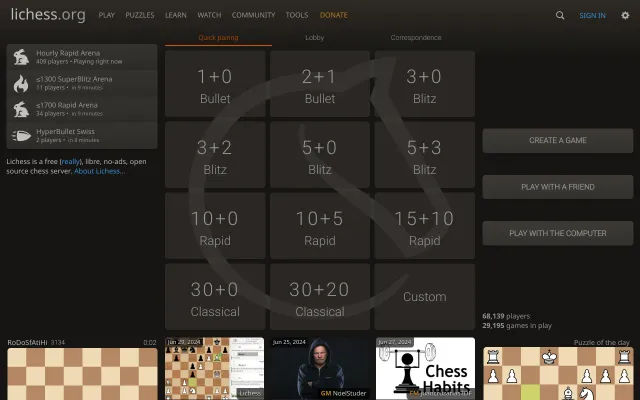 lichess.org
PLAY PUZZLES LEARN WATCH COMMUNITY TOOLS DONATE
SIGN IN
Hourly Rapid Arena
409 players • Playing right now
≤1300 SuperBlitz Arena
11 players • in 9 minutes
≤1700 Rapid Arena
34 players • in 9 minutes
HyperBullet Swiss
2 players • in 8 minutes
Lichess is a free (really), libre, no-ads, open
source chess server. About Lichess...
Quick pairing Lobby Correspondence
1+0 2+1 3+0
Bullet Bullet Blitz
3+2 5+0 5+3
Blitz Blitz Blitz
10+0 10+5 15+10
Rapid Rapid Rapid
30+0 30+20 Custom
Classical Classical
CREATE A GAME
PLAY WITH A FRIEND
PLAY WITH THE COMPUTER
68,139 players
29,195 games in play
RoDoSfAtiHi 3134 0:02
Jun 29, 2024 Jun 25, 2024 Jun 27, 2024
Chess
Habits
Lichess GM NoelStuder
Puzzle of the day